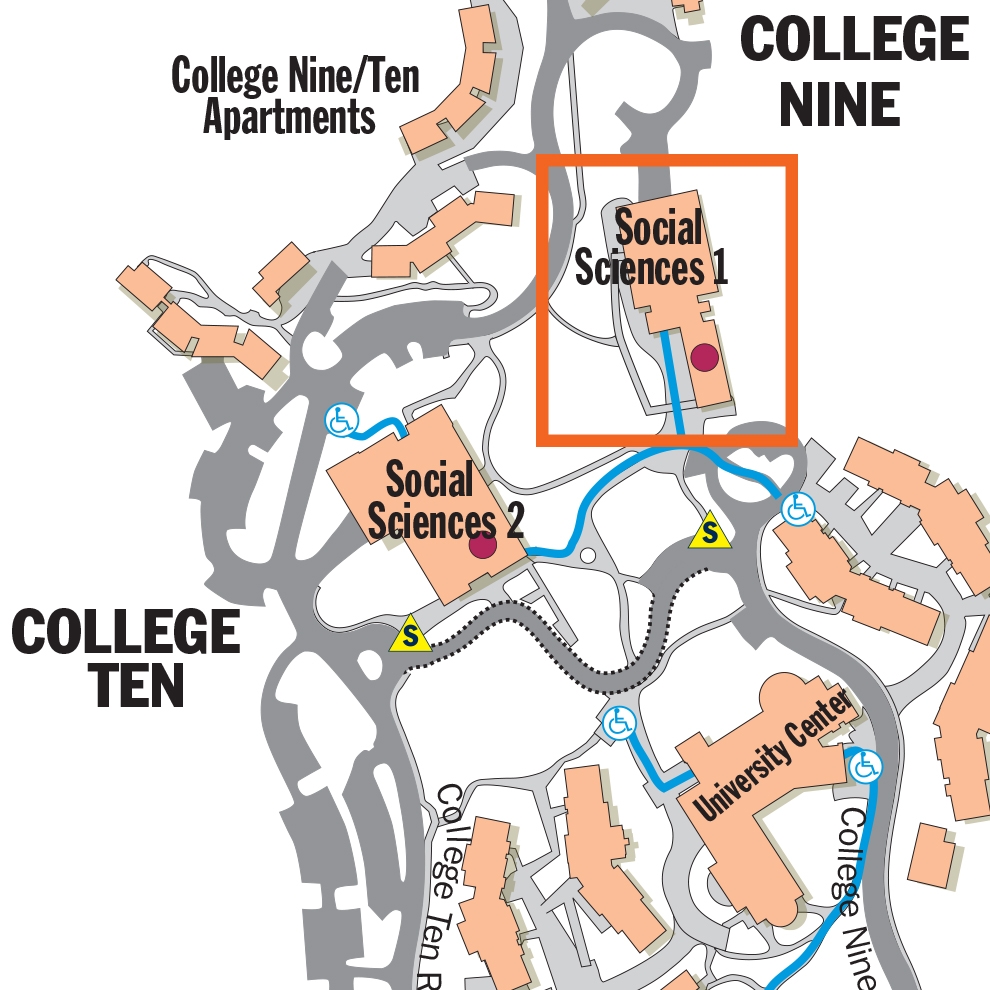 COLLEGE
NINE
College Nine/Ten
Apartments
Social
Sciences 1
Social
Sciences 2
S
S
COLLEGE
TEN
University Center
College Ten R
College Nine